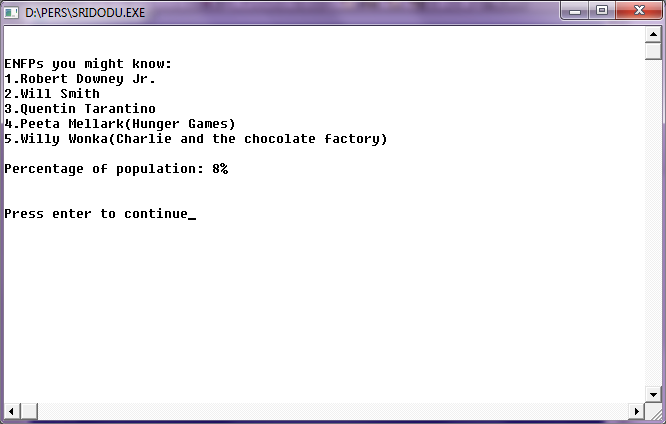 D:\PERS\SRIDODU.EXE
ENFPs you might know:
1.Robert Downey Jr.
2.Will Smith
3.Quentin Tarantino
4.Peeta Mellark(Hunger Games)
5.Willy Wonka(Charlie and the chocolate factory)
Percentage of population: 8%
Press enter to continue_